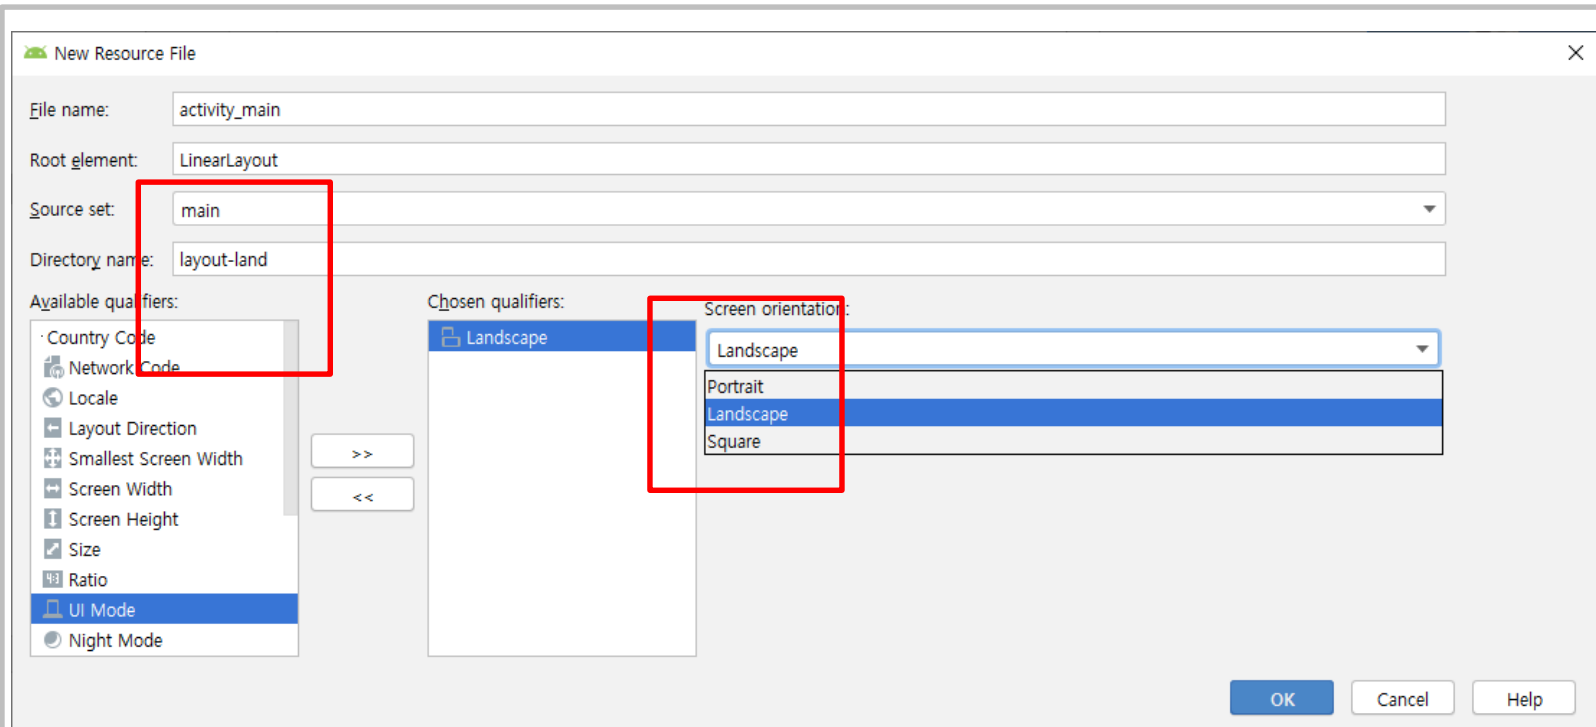 New Resource File
File name: activity_main
Root element: LinearLayout
Source set: main
Directory name: layout-land
Available qualifiers:
Country Code
Network Code
Locale
Layout Direction
Smallest Screen Width
Screen Width
Screen Height
Size
Ratio
UI Mode
Night Mode
>>
<<
Chosen qualifiers:
Landscape
Screen orientation:
Landscape
Portrait
Landscape
Square
OK Cancel Help